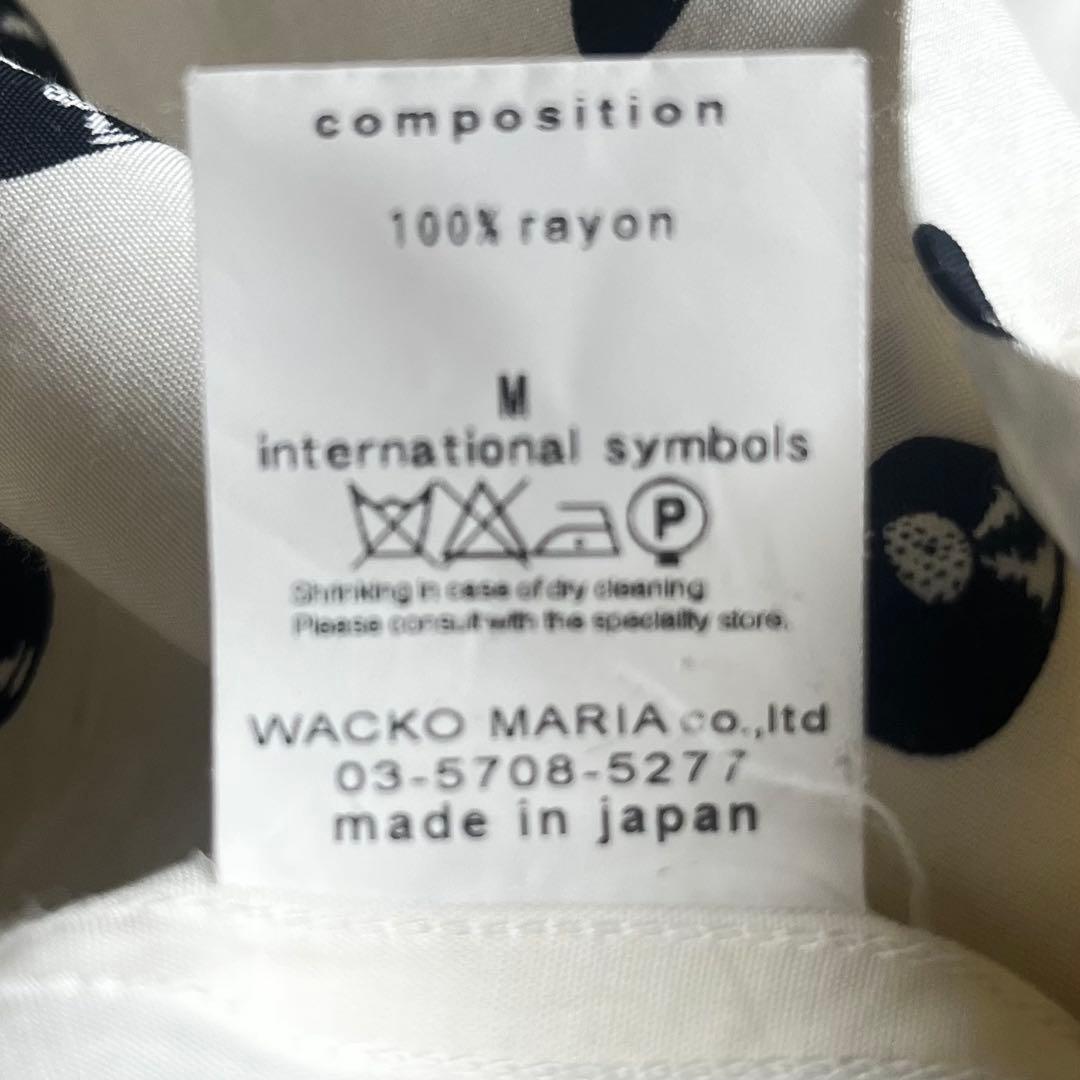 composition
100% rayon
M
international symbols
P
Shrinking in case of dry cleaning
Please consult with the speciality store.
WACKO MARIA co.,ltd
03-5708-5277
made in japan